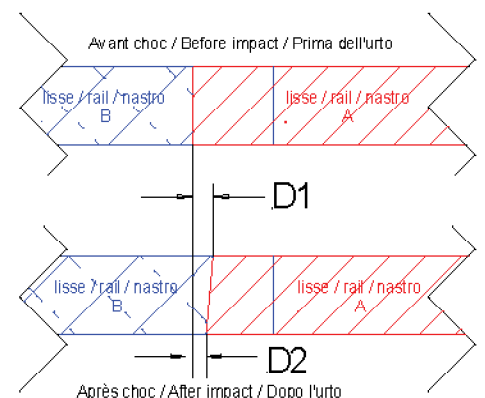 Avant choc / Before impact / Prima dell'urto
lisse / rail / nastro
B
lisse / rail / nastro
A
D1
lisse / rail / nastro
B
lisse / rail / nastro
A
D2
Après choc / After impact / Dopo l'urto